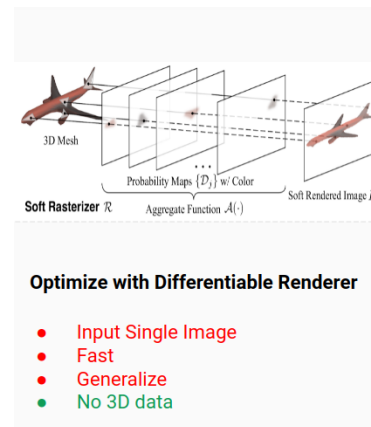 3D Mesh
...
Probability Maps {𝒟ⱼ} w/ Color
Soft Rendered Image
Soft Rasterizer ℛ
Aggregate Function 𝒜(·)
Optimize with Differentiable Renderer
● Input Single Image
● Fast
● Generalize
● No 3D data